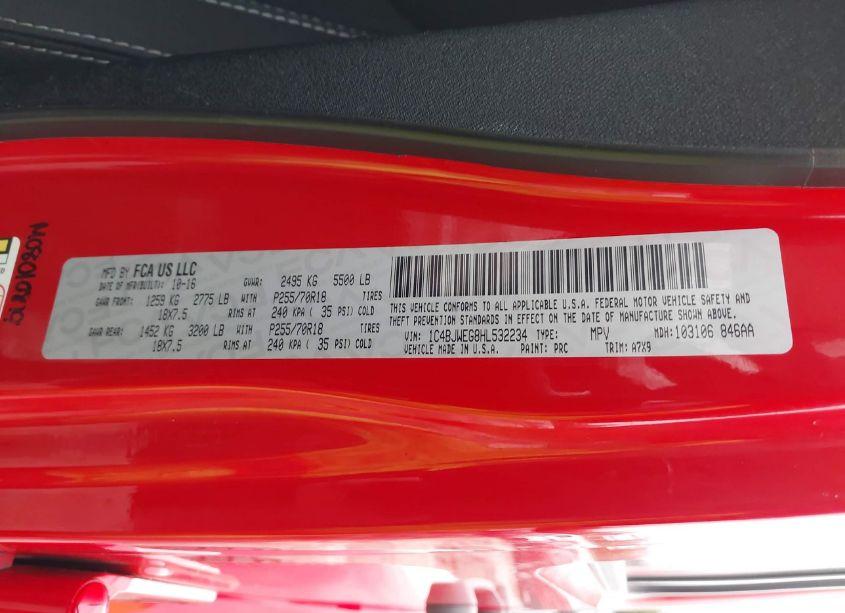 MFD BY FCA US LLC
DATE OF MFR(BUILT): 10-16 GVWR: 2495 KG 5500 LB
GAWR FRONT: 1259 KG 2775 LB WITH P255/70R18 TIRES
18X7.5 RIMS AT 240 KPA ( 35 PSI) COLD
GAWR REAR: 1452 KG 3200 LB WITH P255/70R18 TIRES
18X7.5 RIMS AT 240 KPA ( 35 PSI) COLD
THIS VEHICLE CONFORMS TO ALL APPLICABLE U.S.A. FEDERAL MOTOR VEHICLE SAFETY AND
THEFT PREVENTION STANDARDS IN EFFECT ON THE DATE OF MANUFACTURE SHOWN ABOVE.
VIN: 1C4BJWEG8HL532234 TYPE: MPV MDH:103106 846AA
VEHICLE MADE IN U.S.A. PAINT: PRC TRIM: A7X9